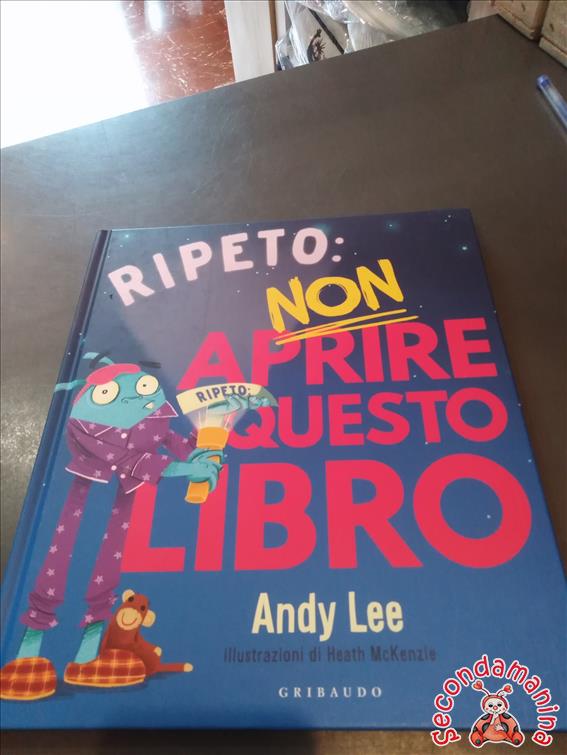 RIPETO:
NON
APRIRE
RIPETO:
QUESTO
LIBRO
Andy Lee
illustrazioni di Heath McKenzie
GRIBAUDO
Secondamanina